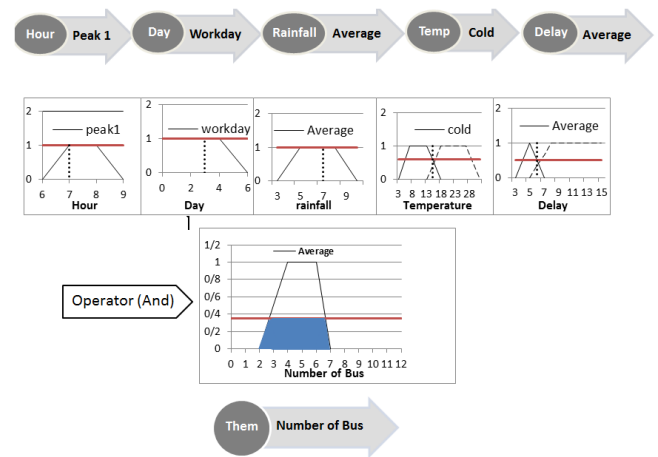 Hour Peak 1 Day Workday Rainfall Average Temp Cold Delay Average
2
1
0
peak1
6 7 8 9
Hour
2
1
0
workday
0 2 4 6
Day
2
1
0
Average
3 5 7 9
rainfall
2
1
0
cold
3 8 13 18 23 28
Temperature
2
1
0
Average
3 5 7 9 11 13 15
Delay
1
Operator (And)
1/2
1
0/8
0/6
0/4
0/2
0
Average
0 1 2 3 4 5 6 7 8 9 10 11 12
Number of Bus
Them Number of Bus